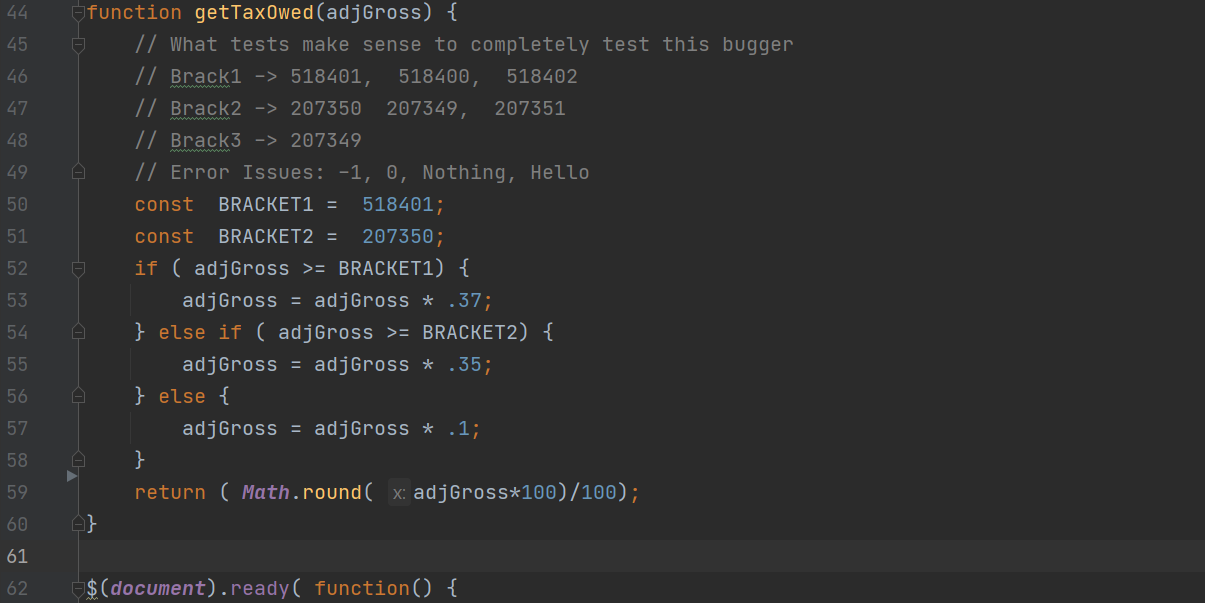 44 function getTaxOwed(adjGross) {
45 // What tests make sense to completely test this bugger
46 // Brack1 -> 518401,  518400,  518402
47 // Brack2 -> 207350  207349,  207351
48 // Brack3 -> 207349
49 // Error Issues: -1, 0, Nothing, Hello
50 const  BRACKET1 =  518401;
51 const  BRACKET2 =  207350;
52 if ( adjGross >= BRACKET1) {
53 adjGross = adjGross * .37;
54 } else if ( adjGross >= BRACKET2) {
55 adjGross = adjGross * .35;
56 } else {
57 adjGross = adjGross * .1;
58 }
59 return ( Math.round( x: adjGross*100)/100);
60 }
61
62 $(document).ready( function() {